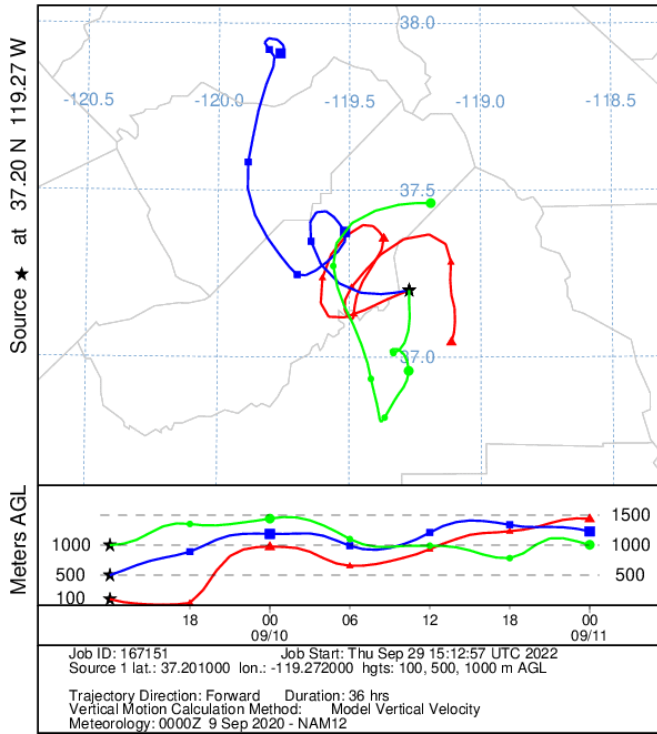 Source ★ at 37.20 N 119.27 W
38.0
-120.5 -120.0 -119.5 -119.0 -118.5
37.5
37.0
Meters AGL
1500
1000 1000
500 500
100
18 00 06 12 18 00
09/10 09/11
Job ID: 167151 Job Start: Thu Sep 29 15:12:57 UTC 2022
Source 1 lat.: 37.201000 lon.: -119.272000 hgts: 100, 500, 1000 m AGL
Trajectory Direction: Forward Duration: 36 hrs
Vertical Motion Calculation Method: Model Vertical Velocity
Meteorology: 0000Z 9 Sep 2020 - NAM12